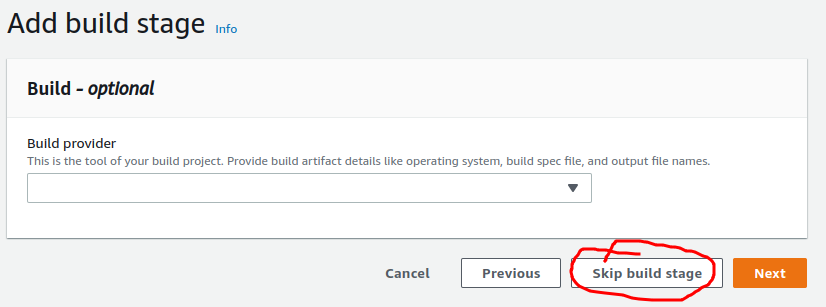 Add build stage Info
Build - optional
Build provider
This is the tool of your build project. Provide build artifact details like operating system, build spec file, and output file names.
Cancel Previous Skip build stage Next